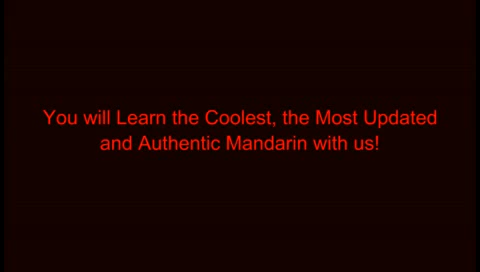 You will Learn the Coolest, the Most Updated
and Authentic Mandarin with us!